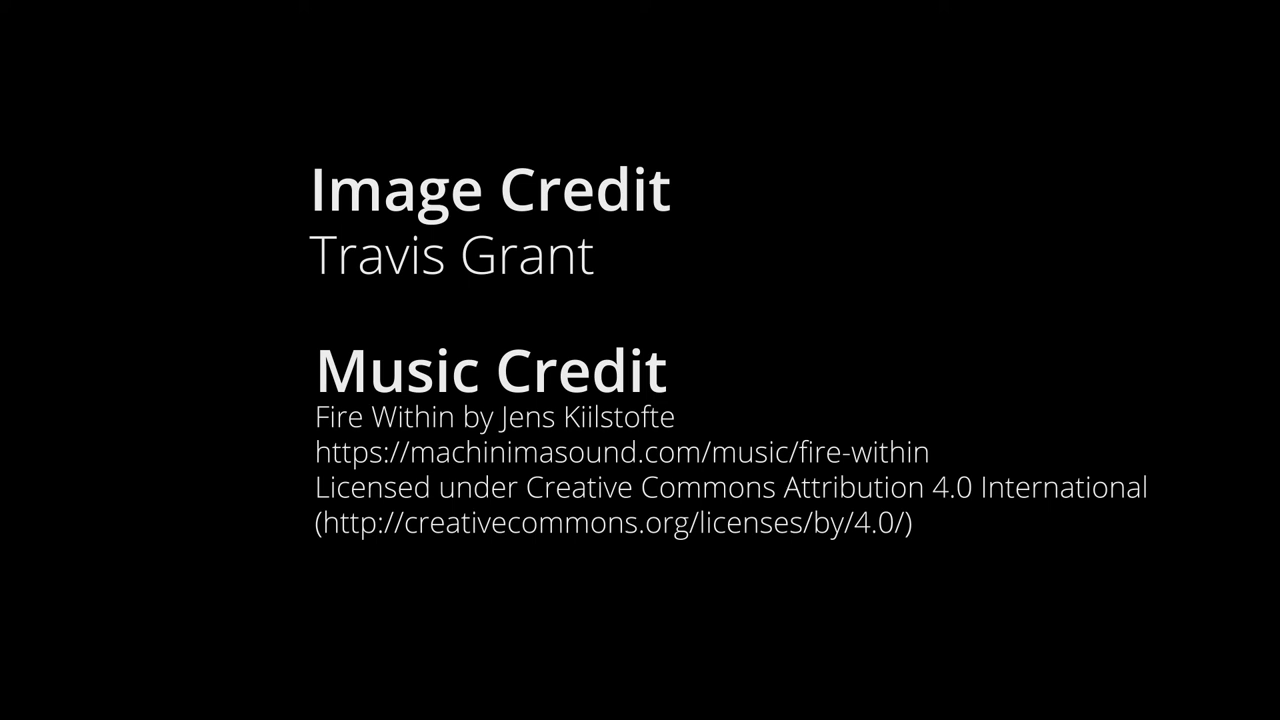 Image Credit
Travis Grant
Music Credit
Fire Within by Jens Kiilstofte
https://machinimasound.com/music/fire-within
Licensed under Creative Commons Attribution 4.0 International
(http://creativecommons.org/licenses/by/4.0/)